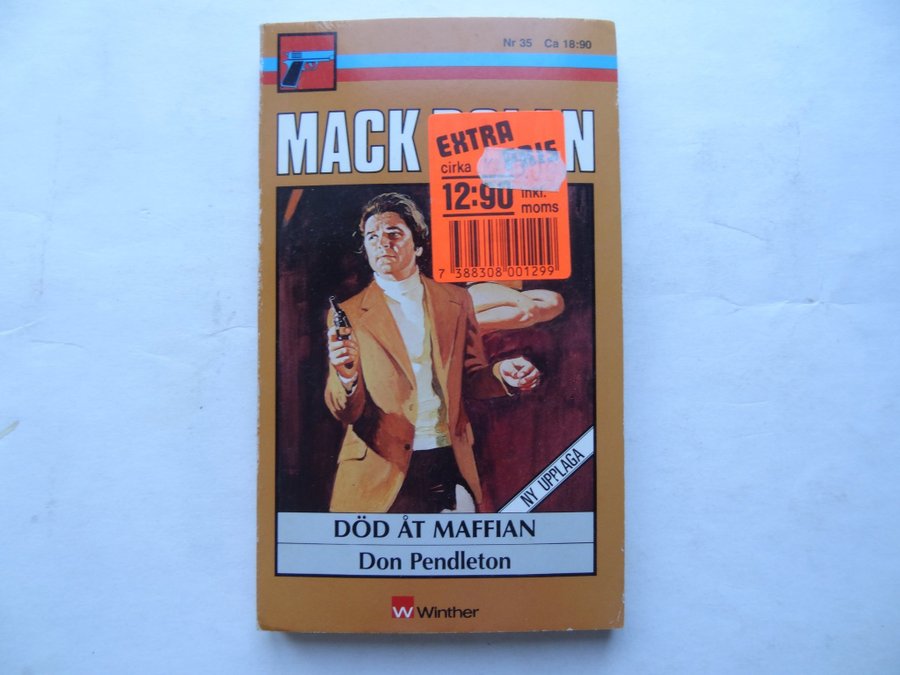 Nr 35 Ca 18:90
MACK
EXTRA
cirka
12:90 inkl.
moms
7 388308 001299
NY UPPLAGA
DÖD ÅT MAFFIAN
Don Pendleton
W Winther